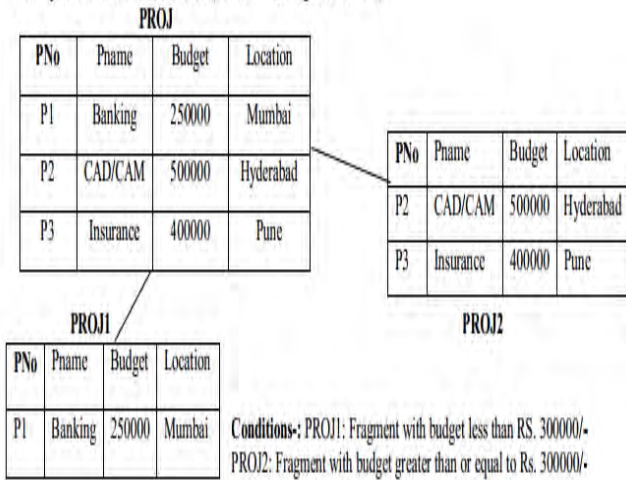 PROJ
PNo Pname Budget Location
P1 Banking 250000 Mumbai
P2 CAD/CAM 500000 Hyderabad
P3 Insurance 400000 Pune
PNo Pname Budget Location
P2 CAD/CAM 500000 Hyderabad
P3 Insurance 400000 Pune
PROJ2
PROJ1
PNo Pname Budget Location
P1 Banking 250000 Mumbai
Conditions-: PROJ1: Fragment with budget less than RS. 300000/-
PROJ2: Fragment with budget greater than or equal to Rs. 300000/-